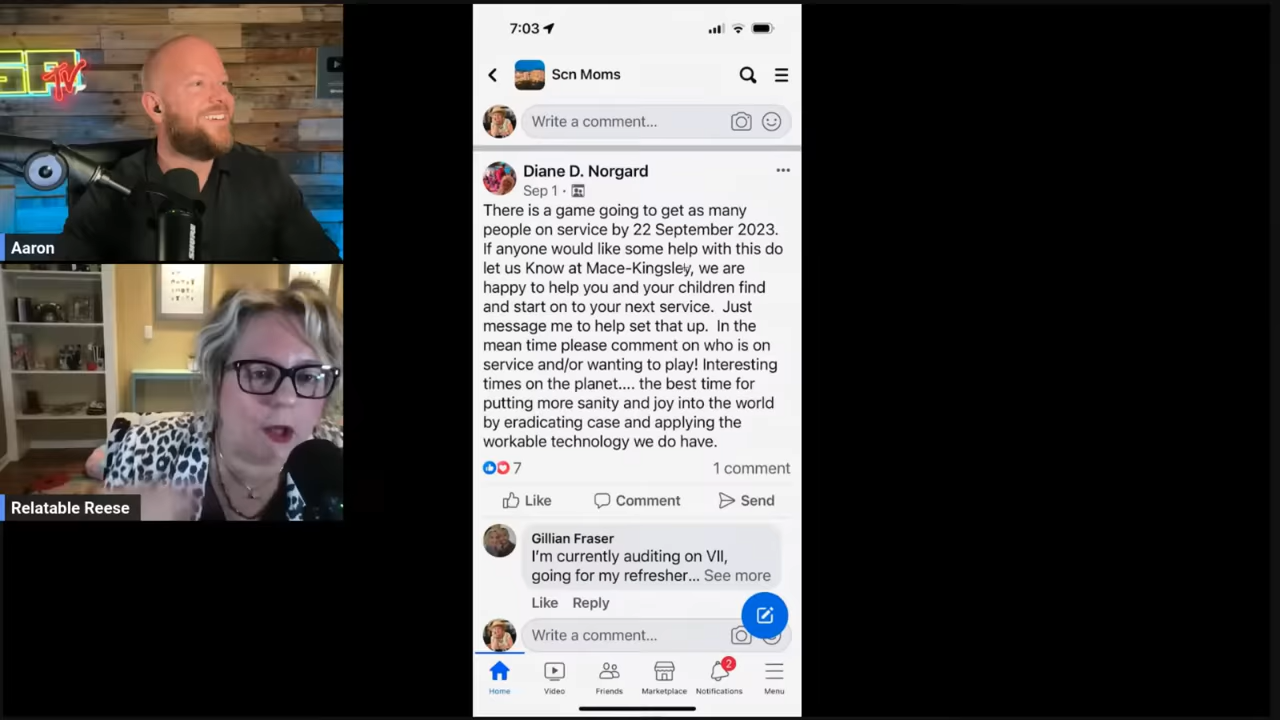 TV
Aaron
Relatable Reese
7:03
Scn Moms
Write a comment...
Diane D. Norgard
Sep 1 ·
There is a game going to get as many
people on service by 22 September 2023.
If anyone would like some help with this do
let us Know at Mace-Kingsley, we are
happy to help you and your children find
and start on to your next service.  Just
message me to help set that up.  In the
mean time please comment on who is on
service and/or wanting to play! Interesting
times on the planet.... the best time for
putting more sanity and joy into the world
by eradicating case and applying the
workable technology we do have.
7
1 comment
Like Comment Send
Gillian Fraser
I'm currently auditing on VII,
going for my refresher... See more
Like Reply
Write a comment...
2
Home Video Friends Marketplace Notifications Menu